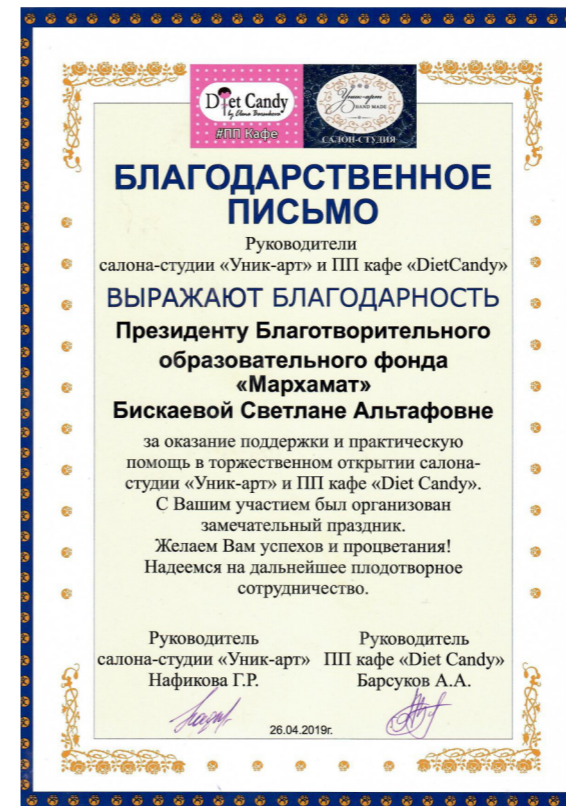 Diet Candy
#ПП Кафе
Уник-арт
HAND MADE
САЛОН-СТУДИЯ
БЛАГОДАРСТВЕННОЕ
ПИСЬМО
Руководители
салона-студии «Уник-арт» и ПП кафе «DietCandy»
ВЫРАЖАЮТ БЛАГОДАРНОСТЬ
Президенту Благотворительного
образовательного фонда
«Мархамат»
Бискаевой Светлане Альтафовне
за оказание поддержки и практическую
помощь в торжественном открытии салона-
студии «Уник-арт» и ПП кафе «Diet Candy».
С Вашим участием был организован
замечательный праздник.
Желаем Вам успехов и процветания!
Надеемся на дальнейшее плодотворное
сотрудничество.
Руководитель
салона-студии «Уник-арт»
Нафикова Г.Р.
Руководитель
ПП кафе «Diet Candy»
Барсуков А.А.
26.04.2019г.